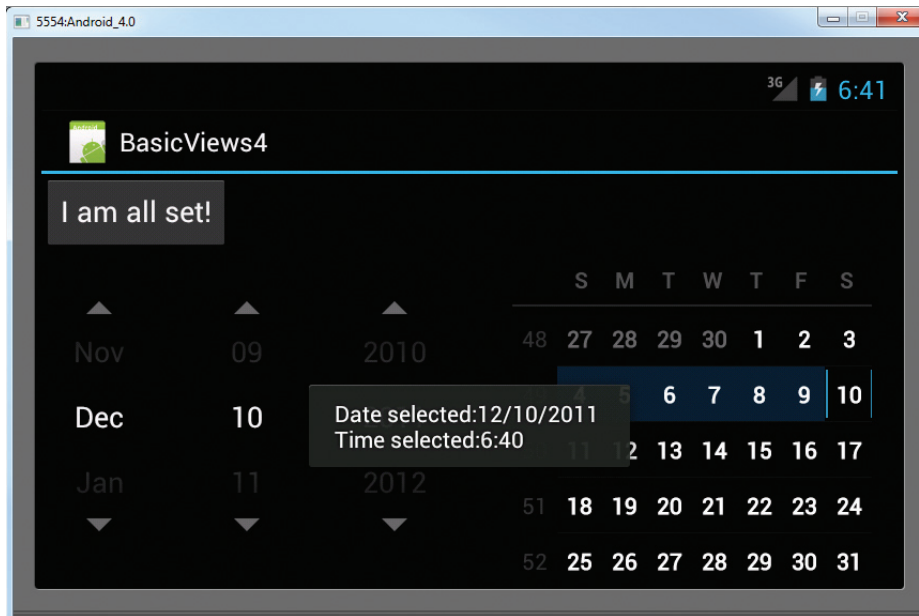 5554:Android_4.0
3G 6:41
BasicViews4
I am all set!
S M T W T F S
Nov 09 2010
48 27 28 29 30 1 2 3
Dec 10
4 5 6 7 8 9 10
Date selected:12/10/2011
Time selected:6:40
11 12 13 14 15 16 17
Jan 11 2012
51 18 19 20 21 22 23 24
52 25 26 27 28 29 30 31